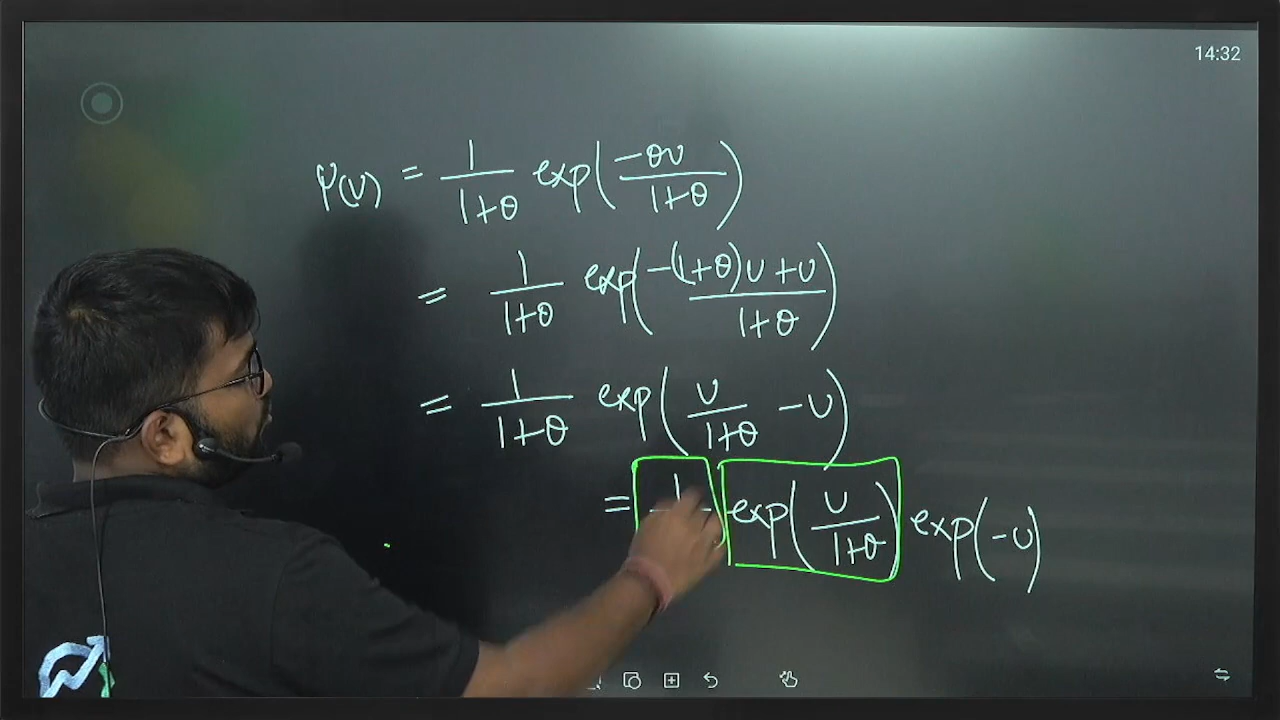 14:32
Ψ(U) = 1/(1+θ) exp(-θU/(1+θ))
= 1/(1+θ) exp((-(1+θ)U+U)/(1+θ))
= 1/(1+θ) exp(U/(1+θ) - U)
= 1 exp(U/(1+θ)) exp(-U)